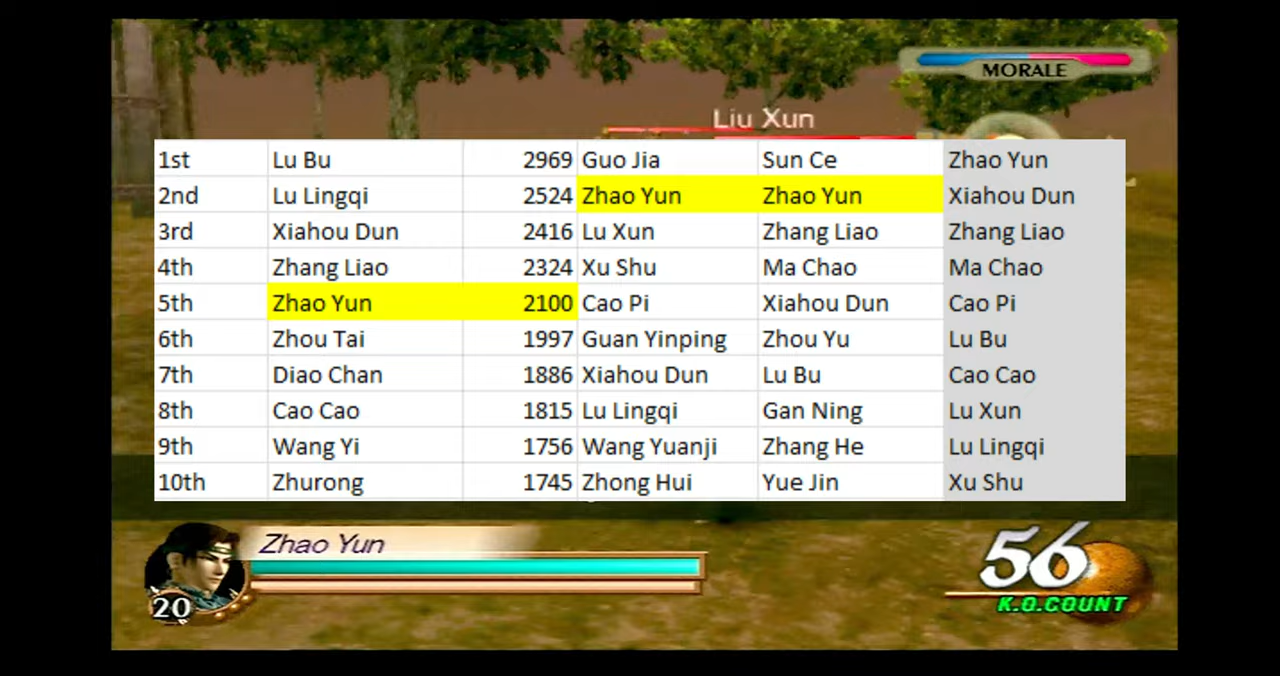 MORALE
Liu Xun
1st Lu Bu 2969 Guo Jia Sun Ce Zhao Yun
2nd Lu Lingqi 2524 Zhao Yun Zhao Yun Xiahou Dun
3rd Xiahou Dun 2416 Lu Xun Zhang Liao Zhang Liao
4th Zhang Liao 2324 Xu Shu Ma Chao Ma Chao
5th Zhao Yun 2100 Cao Pi Xiahou Dun Cao Pi
6th Zhou Tai 1997 Guan Yinping Zhou Yu Lu Bu
7th Diao Chan 1886 Xiahou Dun Lu Bu Cao Cao
8th Cao Cao 1815 Lu Lingqi Gan Ning Lu Xun
9th Wang Yi 1756 Wang Yuanji Zhang He Lu Lingqi
10th Zhurong 1745 Zhong Hui Yue Jin Xu Shu
Zhao Yun
20
56
K.O.COUNT